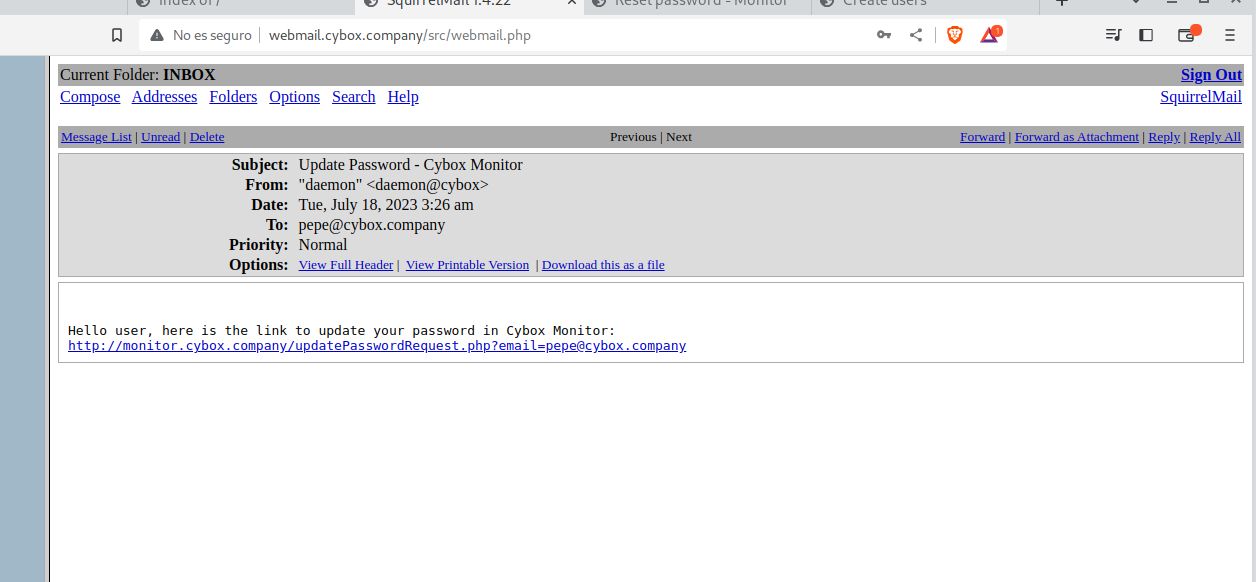 Index of /
SquirrelMail 1.4.22
Reset password - Monitor
Create users
No es seguro
webmail.cybox.company/src/webmail.php
1
Current Folder: INBOX
Sign Out
Compose Addresses Folders Options Search Help
SquirrelMail
Message List | Unread | Delete
Previous | Next
Forward | Forward as Attachment | Reply | Reply All
Subject: Update Password - Cybox Monitor
From: "daemon" <daemon@cybox>
Date: Tue, July 18, 2023 3:26 am
To: pepe@cybox.company
Priority: Normal
Options: View Full Header | View Printable Version | Download this as a file
Hello user, here is the link to update your password in Cybox Monitor:
http://monitor.cybox.company/updatePasswordRequest.php?email=pepe@cybox.company